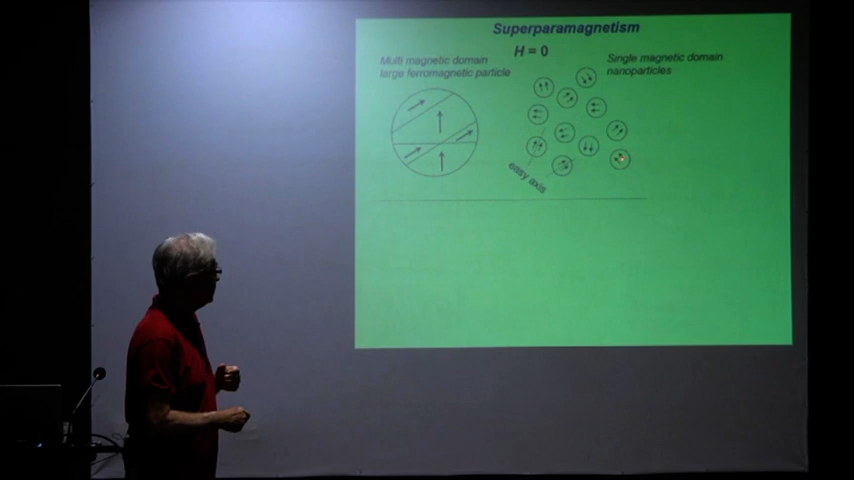 Superparamagnetism
H = 0
Multi magnetic domain
large ferromagnetic particle
Single magnetic domain
nanoparticles
easy axis